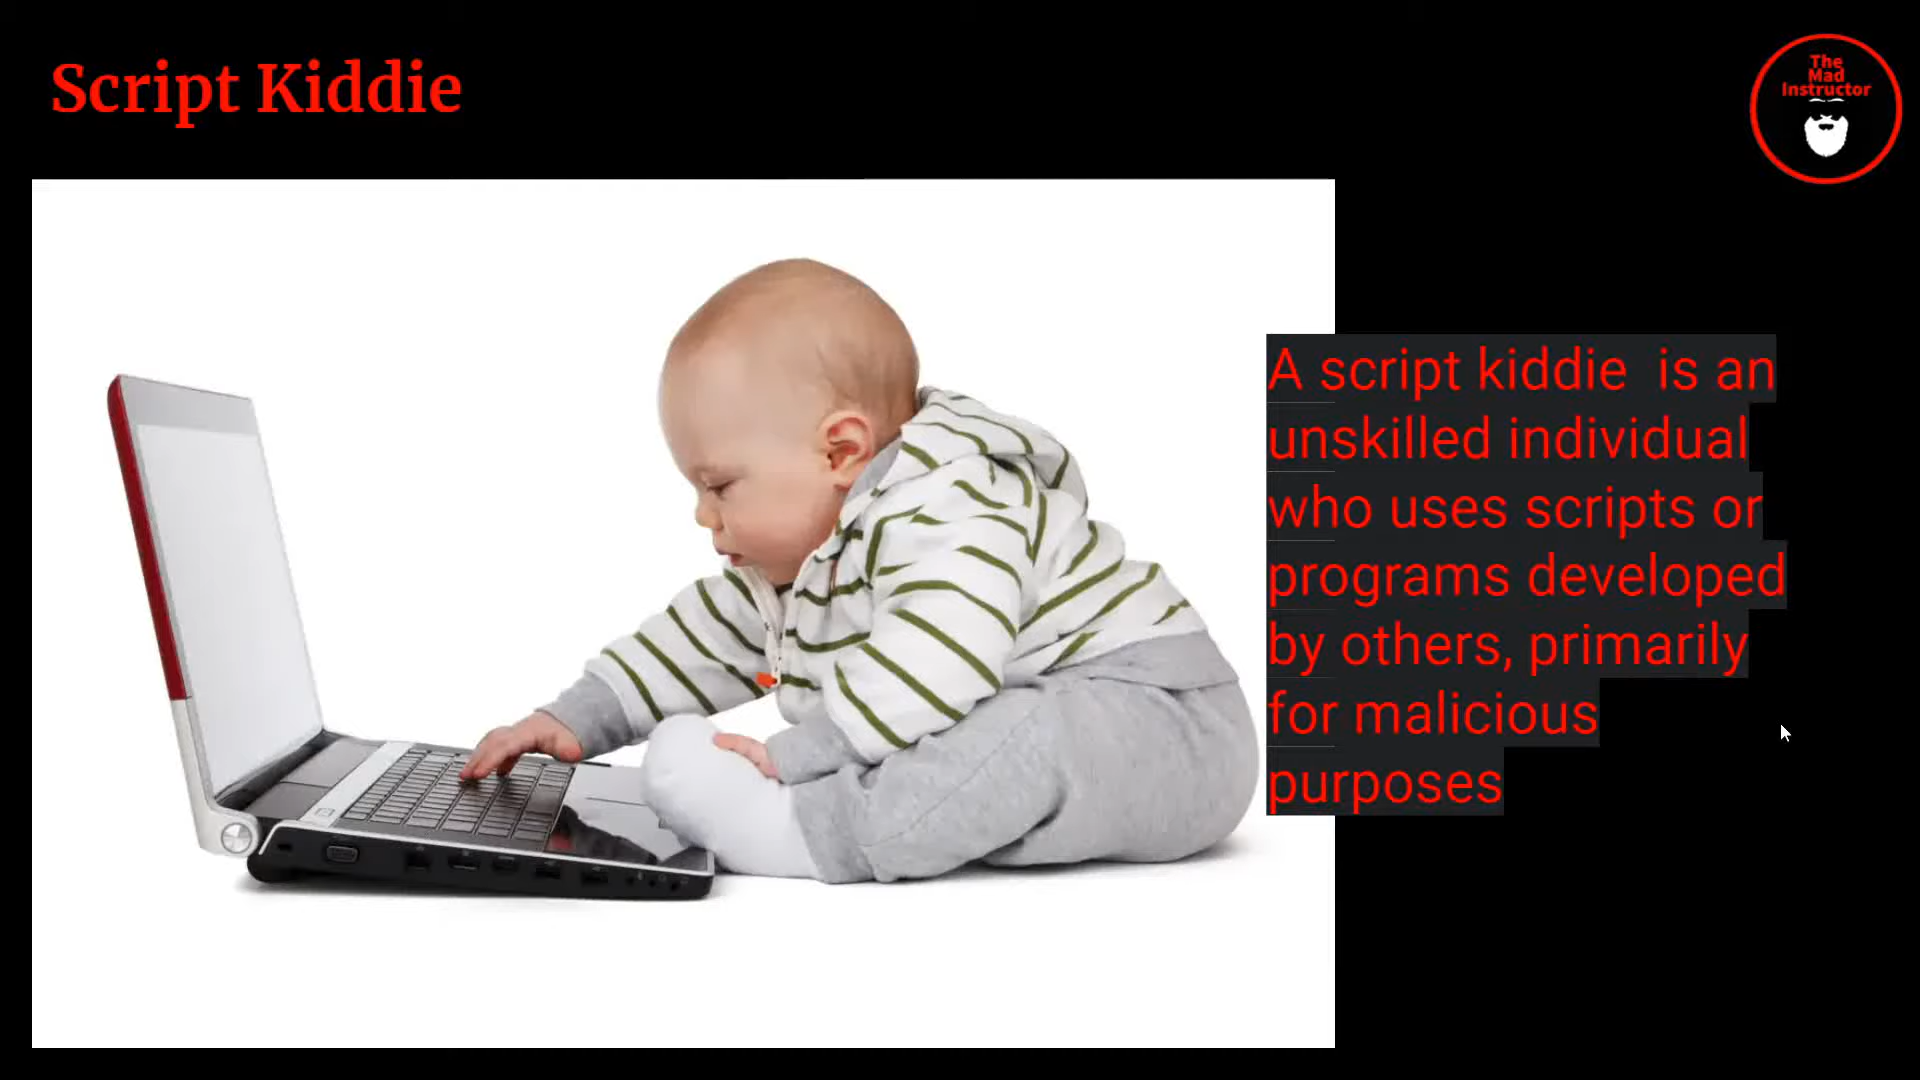 Script Kiddie
The
Mad
Instructor
A script kiddie  is an
unskilled individual
who uses scripts or
programs developed
by others, primarily
for malicious
purposes